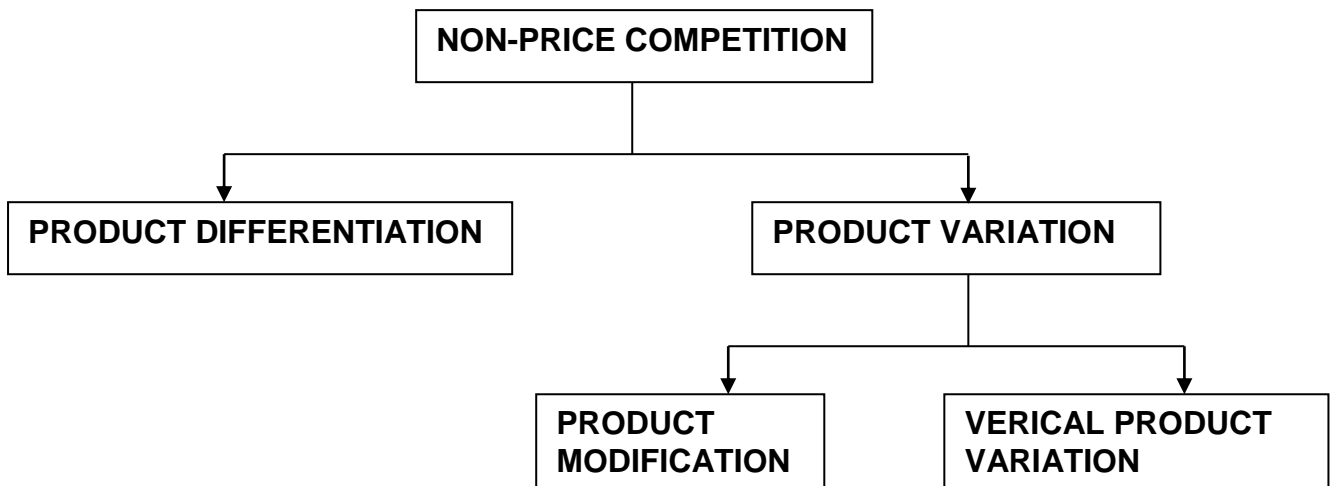 NON-PRICE COMPETITION
PRODUCT DIFFERENTIATION
PRODUCT VARIATION
PRODUCT
MODIFICATION
VERICAL PRODUCT
VARIATION